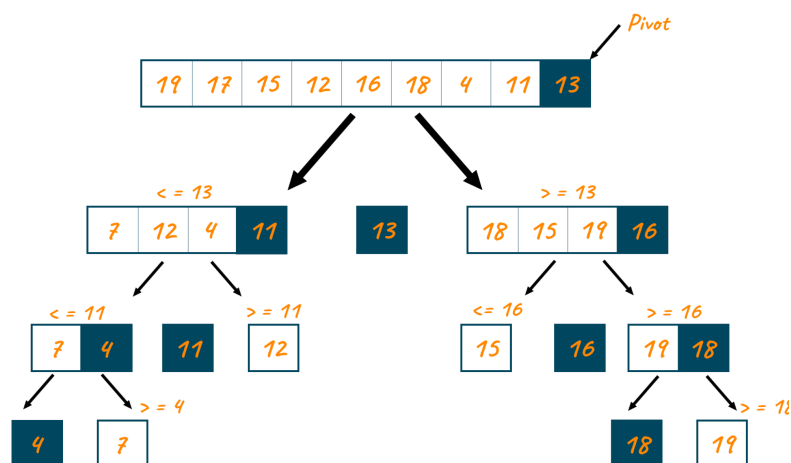 Pivot
19 17 15 12 16 18 4 11 13
< = 13 > = 13
7 12 4 11 13 18 15 19 16
< = 11 > = 11 <= 16 > = 16
7 4 11 12 15 16 19 18
> = 4 > = 18
4 7 18 19